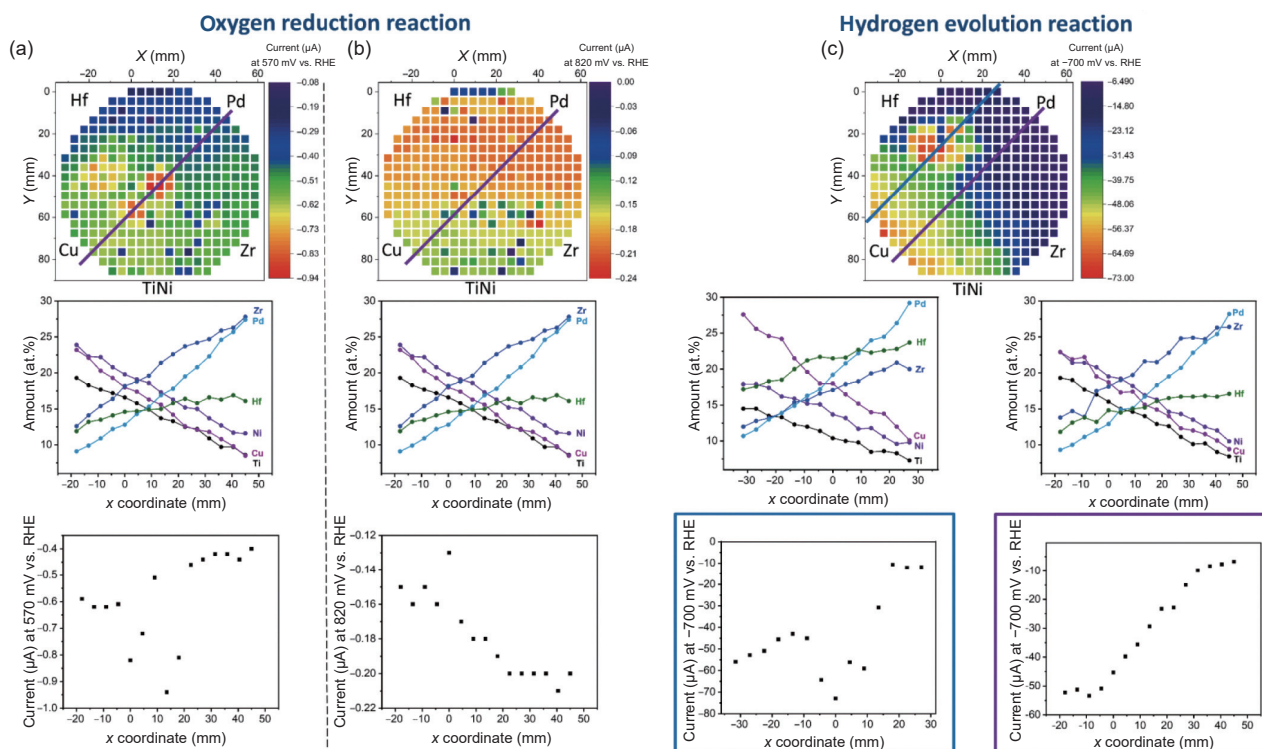 Oxygen reduction reaction
Hydrogen evolution reaction
(a)
X (mm)
−20 0 20 40 60
Current (μA)
at 570 mV vs. RHE
Y (mm)
0
20
40
60
80
Hf
Pd
Cu
Zr
TiNi
−0.08
−0.19
−0.29
−0.40
−0.51
−0.62
−0.73
−0.83
−0.94
(b)
X (mm)
−20 0 20 40 60
Current (μA)
at 820 mV vs. RHE
0
20
40
60
80
Hf
Pd
Cu
Zr
TiNi
0.00
−0.03
−0.06
−0.09
−0.12
−0.15
−0.18
−0.21
−0.24
(c)
X (mm)
−20 0 20 40 60
Current (μA)
at −700 mV vs. RHE
Y (mm)
0
20
40
60
80
Hf
Pd
Cu
Zr
TiNi
−6.490
−14.80
−23.12
−31.43
−39.75
−48.06
−56.37
−64.69
−73.00
Amount (at.%)
30
25
20
15
10
Zr
Pd
Hf
Ni
Cu
Ti
−20 −10 0 10 20 30 40 50
x coordinate (mm)
Amount (at.%)
30
25
20
15
10
Zr
Pd
Hf
Ni
Cu
Ti
−20 −10 0 10 20 30 40 50
x coordinate (mm)
Amount (at.%)
30
25
20
15
10
Pd
Hf
Zr
Cu
Ni
Ti
−40 −30 −20 −10 0 10 20 30
x coordinate (mm)
Amount (at.%)
30
25
20
15
10
Pd
Zr
Hf
Ni
Cu
Ti
−20 −10 0 10 20 30 40 50
x coordinate (mm)
Current (μA) at 570 mV vs. RHE
−0.4
−0.5
−0.6
−0.7
−0.8
−0.9
−1.0
−20 −10 0 10 20 30 40 50
x coordinate (mm)
Current (μA) at 820 mV vs. RHE
−0.12
−0.14
−0.16
−0.18
−0.20
−0.22
−20 −10 0 10 20 30 40 50
x coordinate (mm)
Current (μA) at −700 mV vs. RHE
0
−10
−20
−30
−40
−50
−60
−70
−80
−30 −20 −10 0 10 20 30
x coordinate (mm)
Current (μA) at −700 mV vs. RHE
0
−10
−20
−30
−40
−50
−60
−20 −10 0 10 20 30 40 50
x coordinate (mm)